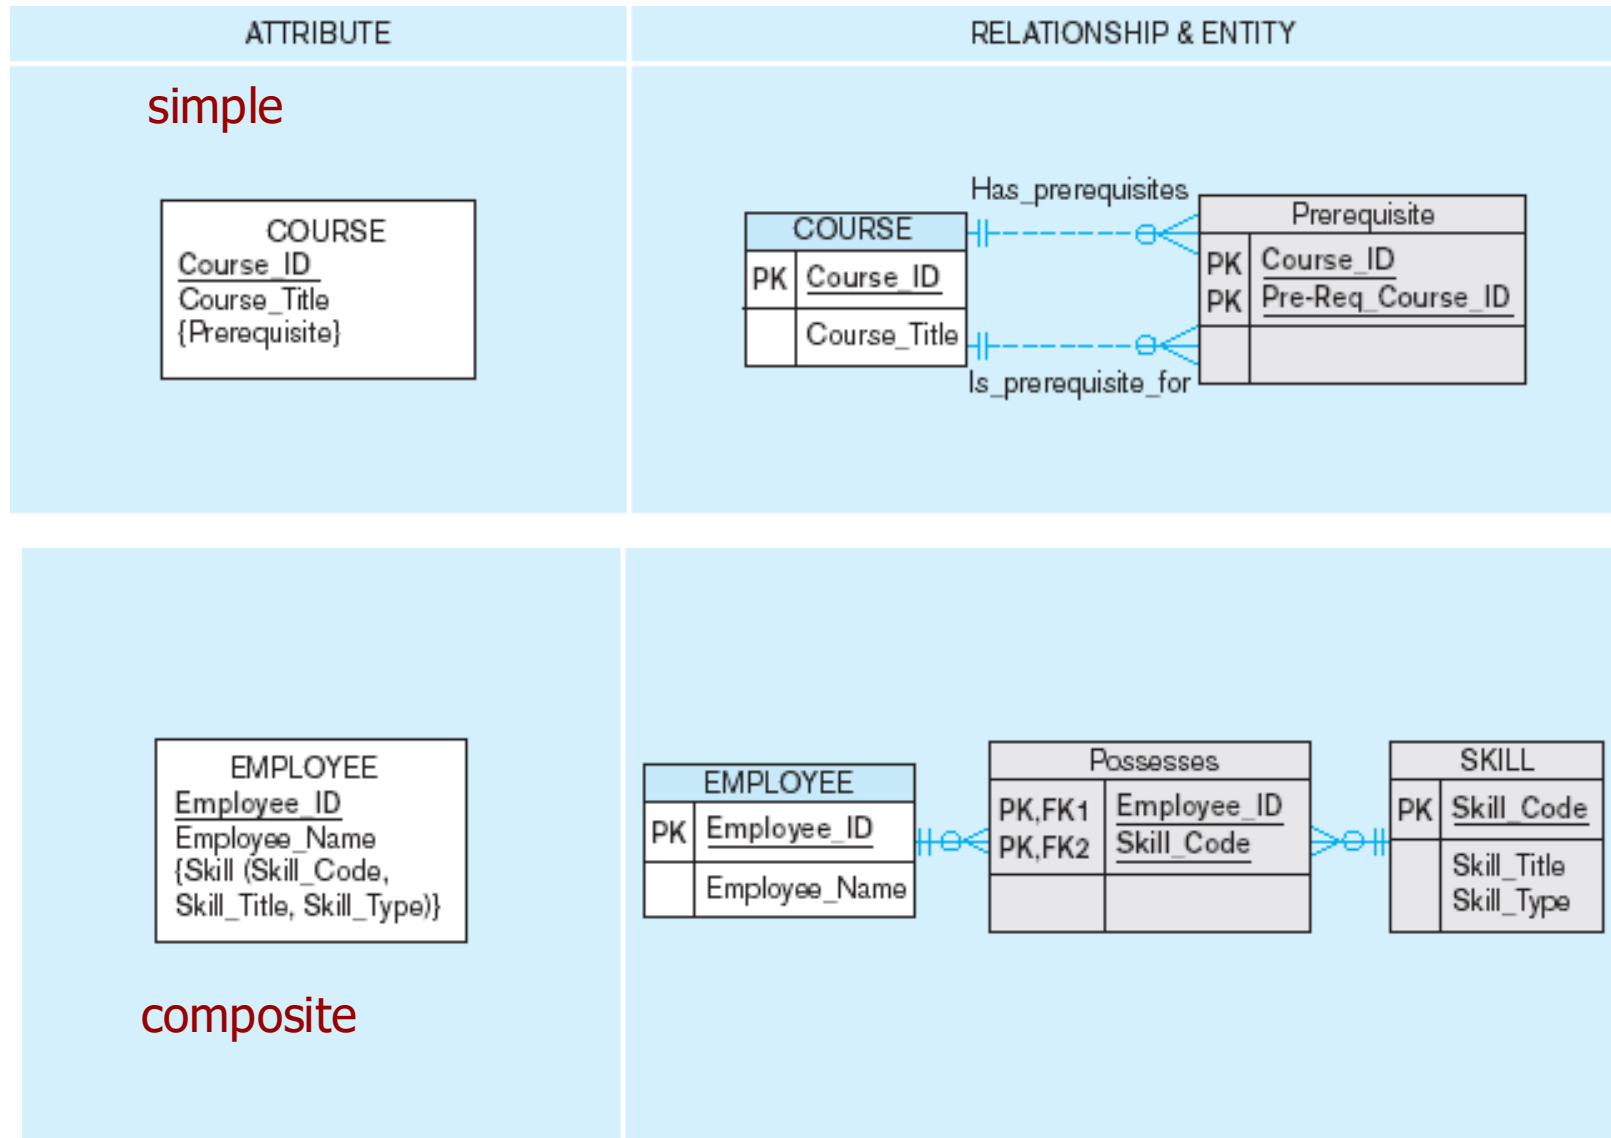 ATTRIBUTE
RELATIONSHIP & ENTITY
simple
COURSE
Course_ID
Course_Title
{Prerequisite}
Has_prerequisites
COURSE
PK Course_ID
Course_Title
Is_prerequisite_for
Prerequisite
PK Course_ID
PK Pre-Req_Course_ID
EMPLOYEE
Employee_ID
Employee_Name
{Skill (Skill_Code,
Skill_Title, Skill_Type)}
composite
EMPLOYEE
PK Employee_ID
Employee_Name
Possesses
PK,FK1 Employee_ID
PK,FK2 Skill_Code
SKILL
PK Skill_Code
Skill_Title
Skill_Type